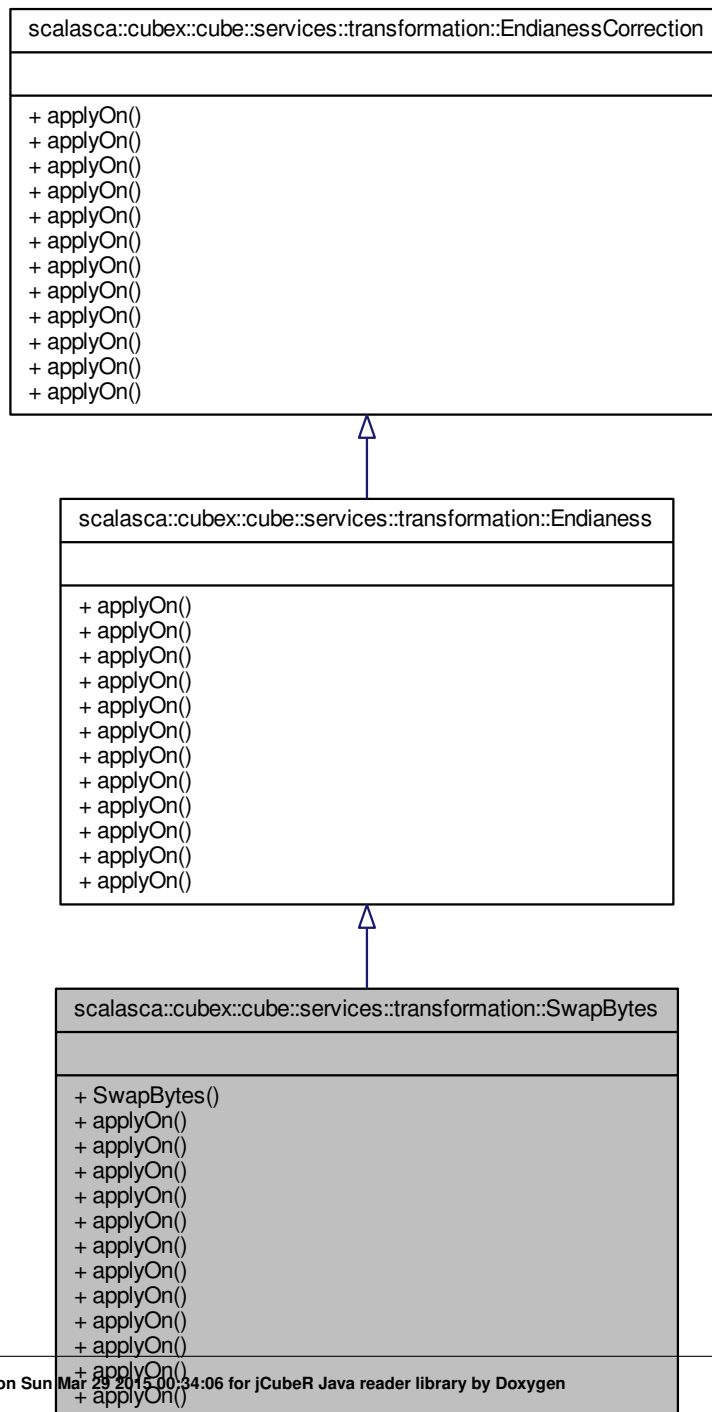 scalasca::cubex::cube::services::transformation::EndianessCorrection
+ applyOn()
+ applyOn()
+ applyOn()
+ applyOn()
+ applyOn()
+ applyOn()
+ applyOn()
+ applyOn()
+ applyOn()
+ applyOn()
+ applyOn()
+ applyOn()
scalasca::cubex::cube::services::transformation::Endianess
+ applyOn()
+ applyOn()
+ applyOn()
+ applyOn()
+ applyOn()
+ applyOn()
+ applyOn()
+ applyOn()
+ applyOn()
+ applyOn()
+ applyOn()
+ applyOn()
scalasca::cubex::cube::services::transformation::SwapBytes
+ SwapBytes()
+ applyOn()
+ applyOn()
+ applyOn()
+ applyOn()
+ applyOn()
+ applyOn()
+ applyOn()
+ applyOn()
+ applyOn()
+ applyOn()
+ applyOn()
on Sun Mar 29 2015 00:34:06 for jCubeR Java reader library by Doxygen
+ applyOn()